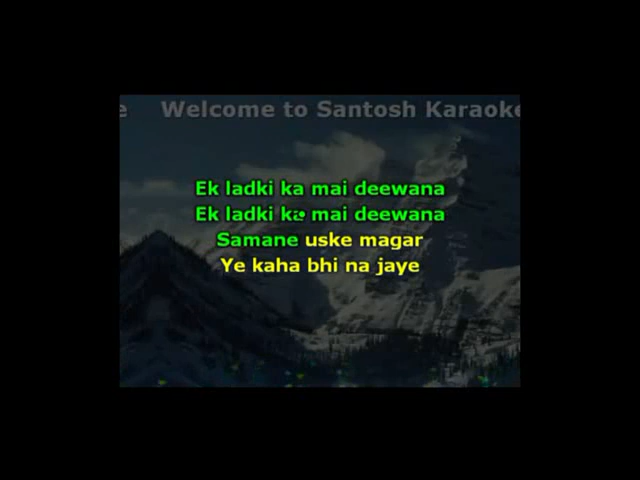 e Welcome to Santosh Karaoke
Ek ladki ka mai deewana
Ek ladki ka mai deewana
Samane uske magar
Ye kaha bhi na jaye